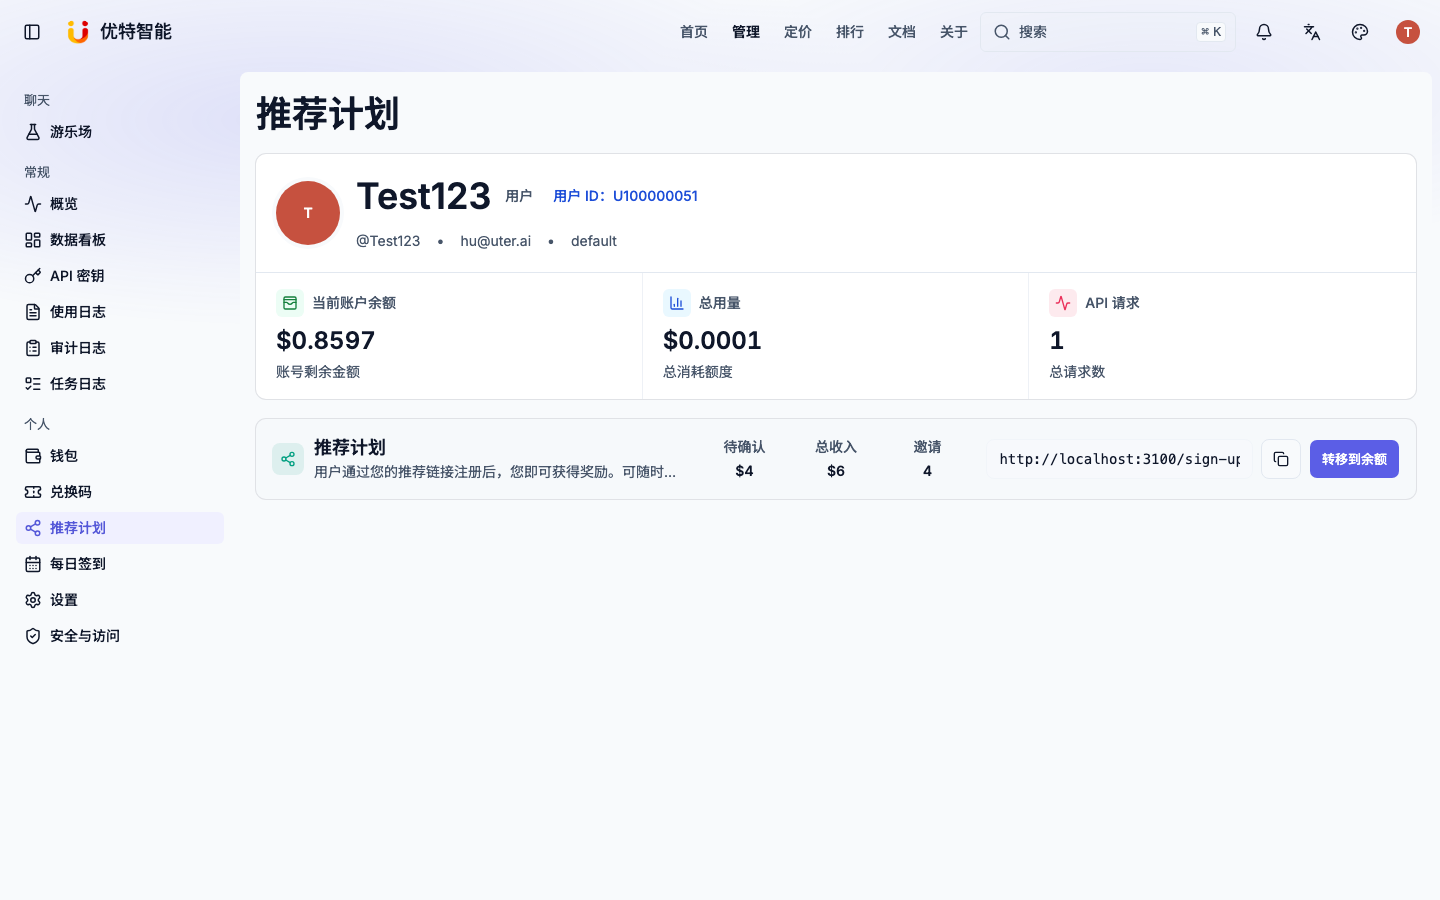 优特智能
首页 管理 定价 排行 文档 关于 搜索 ⌘ K T
聊天
游乐场
常规
概览
数据看板
API 密钥
使用日志
审计日志
任务日志
个人
钱包
兑换码
推荐计划
每日签到
设置
安全与访问
推荐计划
T
Test123 用户 用户 ID：U100000051
@Test123 • hu@uter.ai • default
当前账户余额
$0.8597
账号剩余金额
总用量
$0.0001
总消耗额度
API 请求
1
总请求数
推荐计划
用户通过您的推荐链接注册后，您即可获得奖励。可随时...
待确认
$4
总收入
$6
邀请
4
http://localhost:3100/sign-up
转移到余额